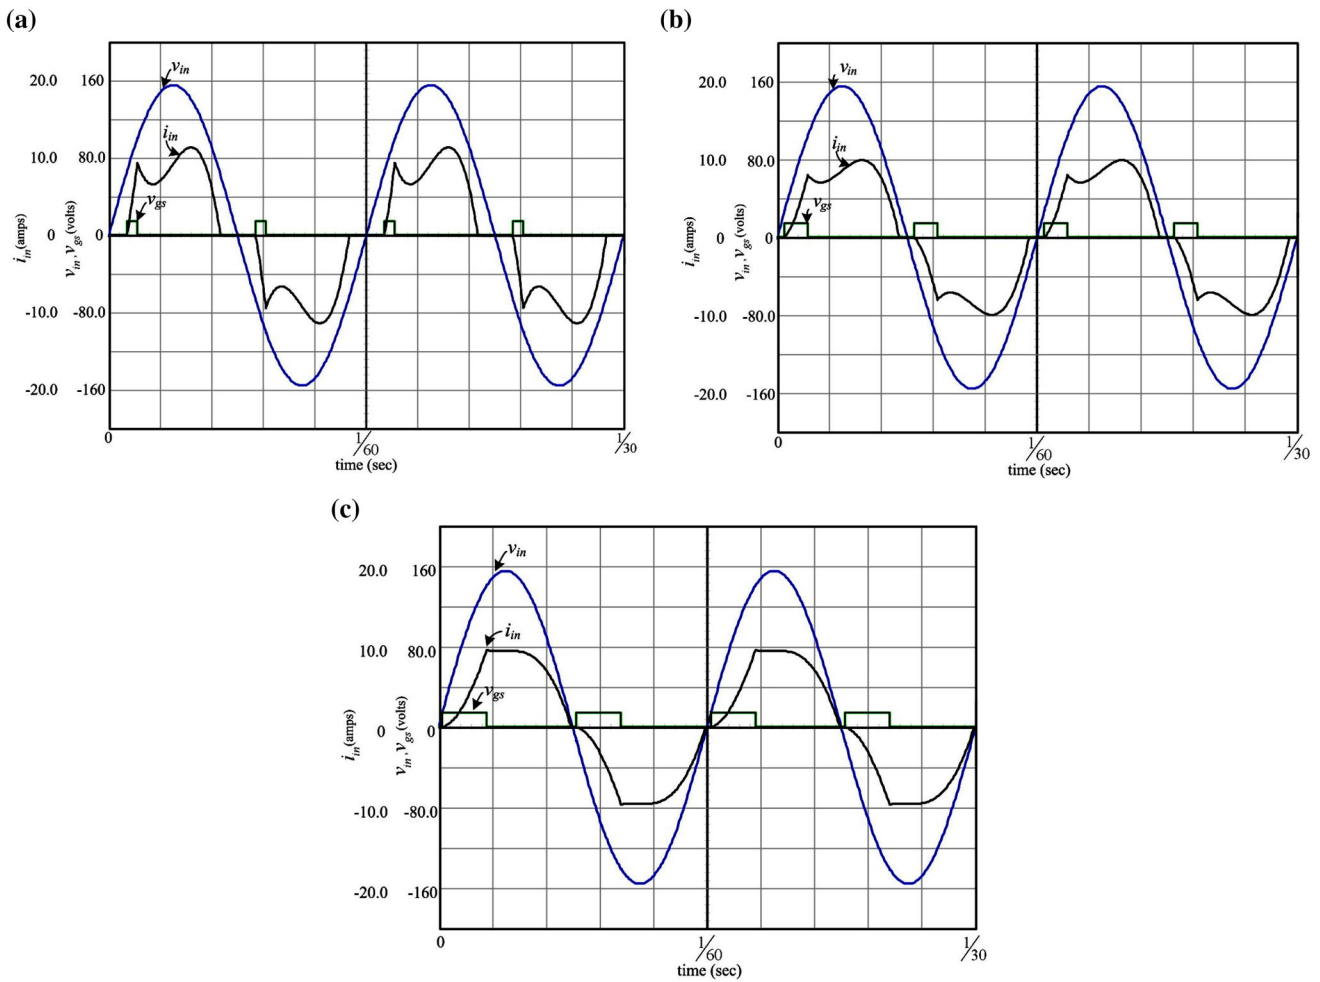 (a)
v_in
i_in
v_gs
20.0 160
10.0 80.0
0 0
-10.0 -80.0
-20.0 -160
i_in (amps)
v_in, v_gs (volts)
0 1/60 1/30
time (sec)
(b)
v_in
i_in
v_gs
20.0 160
10.0 80.0
0 0
-10.0 -80.0
-20.0 -160
i_in (amps)
v_in, v_gs (volts)
0 1/60 1/30
time (sec)
(c)
v_in
i_in
v_gs
20.0 160
10.0 80.0
0 0
-10.0 -80.0
-20.0 -160
i_in (amps)
v_in, v_gs (volts)
0 1/60 1/30
time (sec)